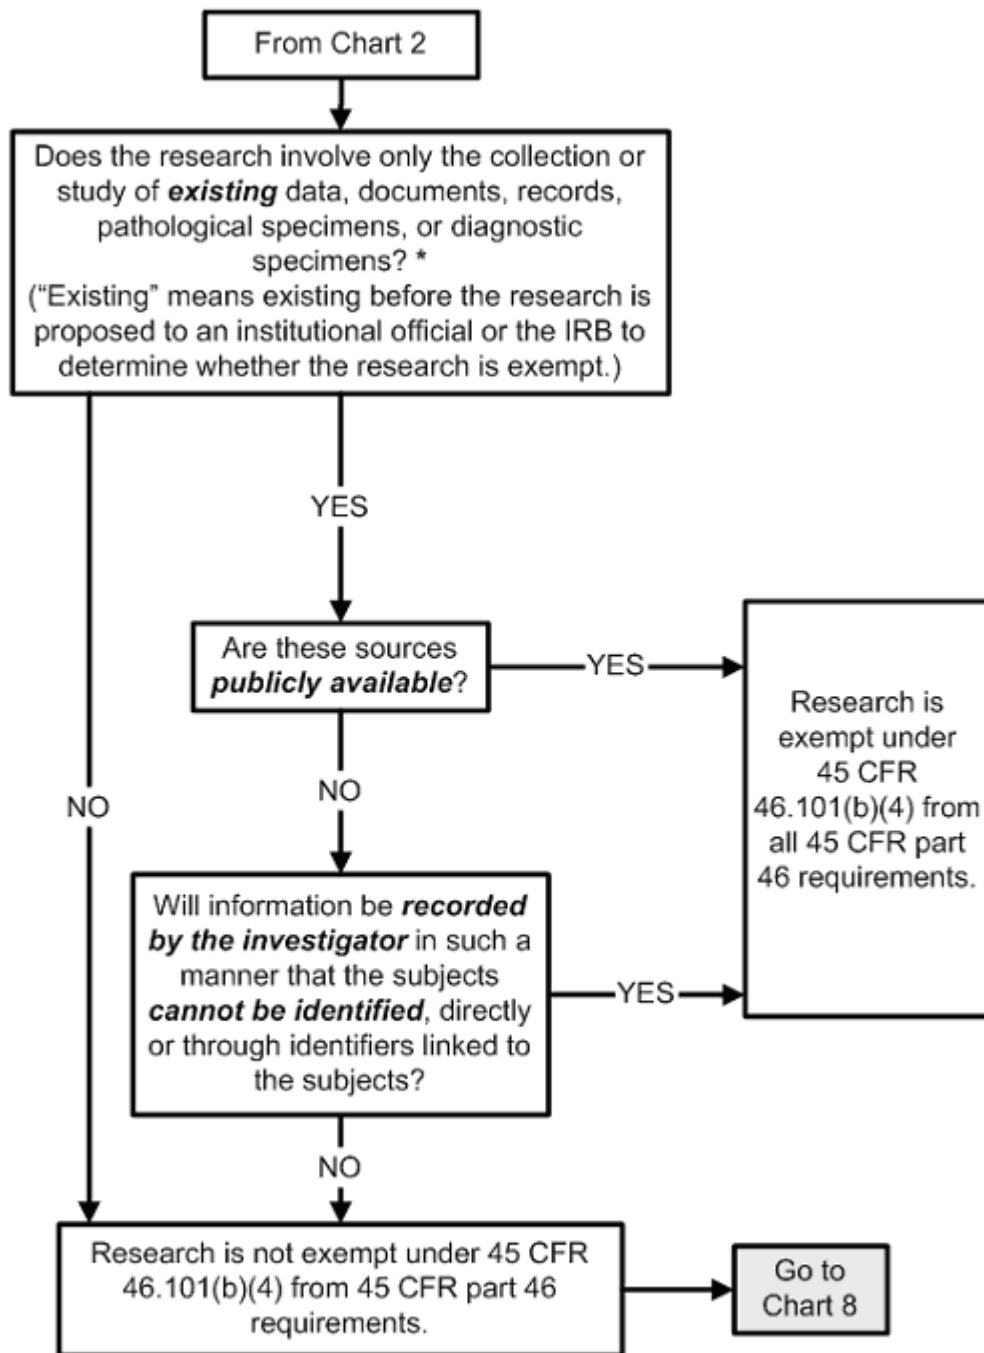 From Chart 2
Does the research involve only the collection or
study of existing data, documents, records,
pathological specimens, or diagnostic
specimens? *
(“Existing” means existing before the research is
proposed to an institutional official or the IRB to
determine whether the research is exempt.)
YES
Are these sources
publicly available?
YES
Research is
exempt under
45 CFR
46.101(b)(4) from
all 45 CFR part
46 requirements.
NO
NO
Will information be recorded
by the investigator in such a
manner that the subjects
cannot be identified, directly
or through identifiers linked to
the subjects?
YES
NO
Research is not exempt under 45 CFR
46.101(b)(4) from 45 CFR part 46
requirements.
Go to
Chart 8